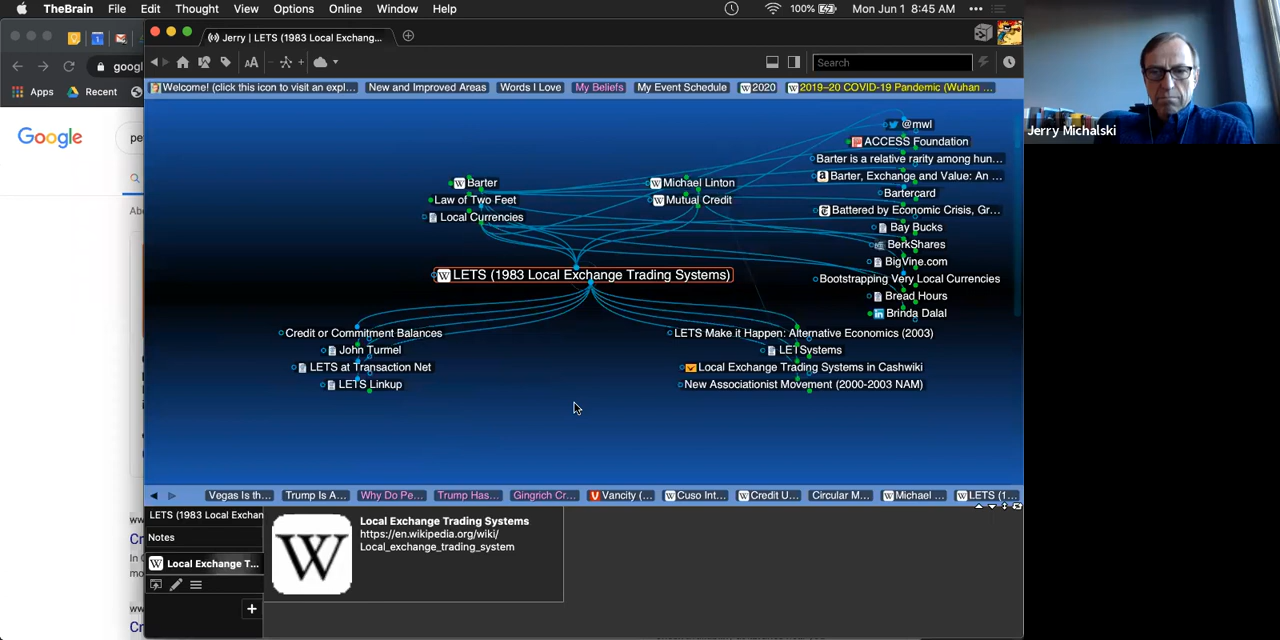 TheBrain File Edit Thought View Options Online Window Help 100% Mon Jun 1 8:45 AM
Jerry | LETS (1983 Local Exchang...
googl
AA
Search
Apps Recent
Welcome! (click this icon to visit an expl... New and Improved Areas Words I Love My Beliefs My Event Schedule 2020 2019–20 COVID-19 Pandemic (Wuhan ...
Google
pe
@mwl
Jerry Michalski
ACCESS Foundation
Barter is a relative rarity among hun...
Barter, Exchange and Value: An ...
Barter
Michael Linton
Bartercard
Law of Two Feet
Mutual Credit
Battered by Economic Crisis, Gr...
Local Currencies
Bay Bucks
BerkShares
BigVine.com
LETS (1983 Local Exchange Trading Systems)
Bootstrapping Very Local Currencies
Bread Hours
Brinda Dalal
Credit or Commitment Balances
LETS Make it Happen: Alternative Economics (2003)
John Turmel
LETSystems
LETS at Transaction Net
Local Exchange Trading Systems in Cashwiki
LETS Linkup
New Associationist Movement (2000-2003 NAM)
Vegas Is th... Trump Is A... Why Do Pe... Trump Has... Gingrich Cr... Vancity (... Cuso Int... Credit U... Circular M... Michael ... LETS (1...
LETS (1983 Local Exchan
Notes
Local Exchange T...
Local Exchange Trading Systems
https://en.wikipedia.org/wiki/
Local_exchange_trading_system